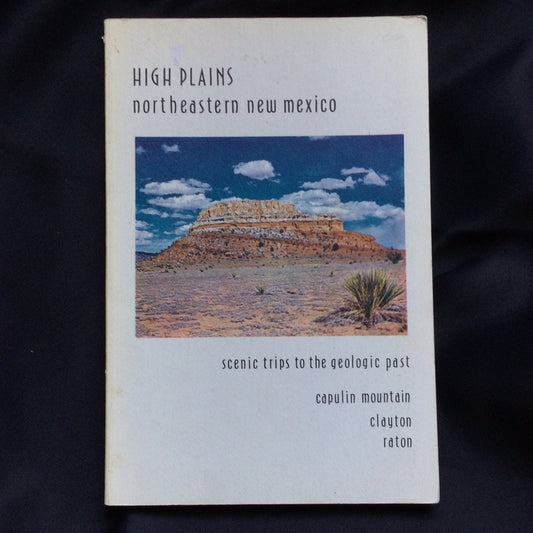 HIGH PLAINS
northeastern new mexico
scenic trips to the geologic past
capulin mountain
clayton
raton